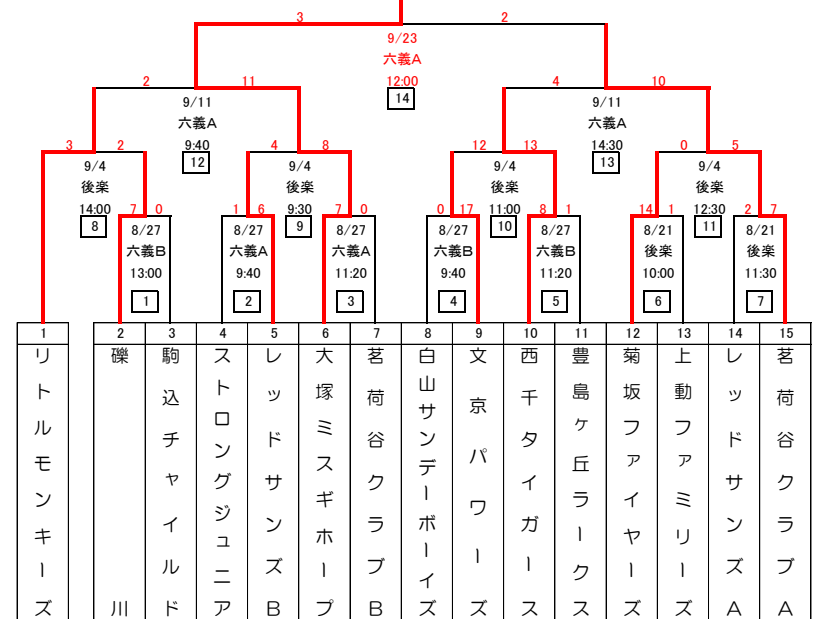 3 2
9/23
六義A
12:00
14
2 11 4 10
9/11 9/11
六義A 六義A
9:40 14:30
12 13
3 2 4 8 12 13 0 5
9/4 9/4 9/4 9/4
後楽 後楽 後楽 後楽
14:00 9:30 11:00 12:30
8 9 10 11
7 0 1 6 7 0 0 17 8 1 14 1 2 7
8/27 8/27 8/27 8/27 8/27 8/21 8/21
六義B 六義A 六義A 六義B 六義B 後楽 後楽
13:00 9:40 11:20 9:40 11:20 10:00 11:30
1 2 3 4 5 6 7
1 2 3 4 5 6 7 8 9 10 11 12 13 14 15
リトルモンキーズ
礫川
駒込チャイルド
ストロングジュニア
レッドサンズB
大塚ミスギホープ
茗荷谷クラブB
白山サンデーボーイズ
文京パワーズ
西千タイガース
豊島ケ丘ラークス
菊坂ファイヤーズ
上動ファミリーズ
レッドサンズA
茗荷谷クラブA